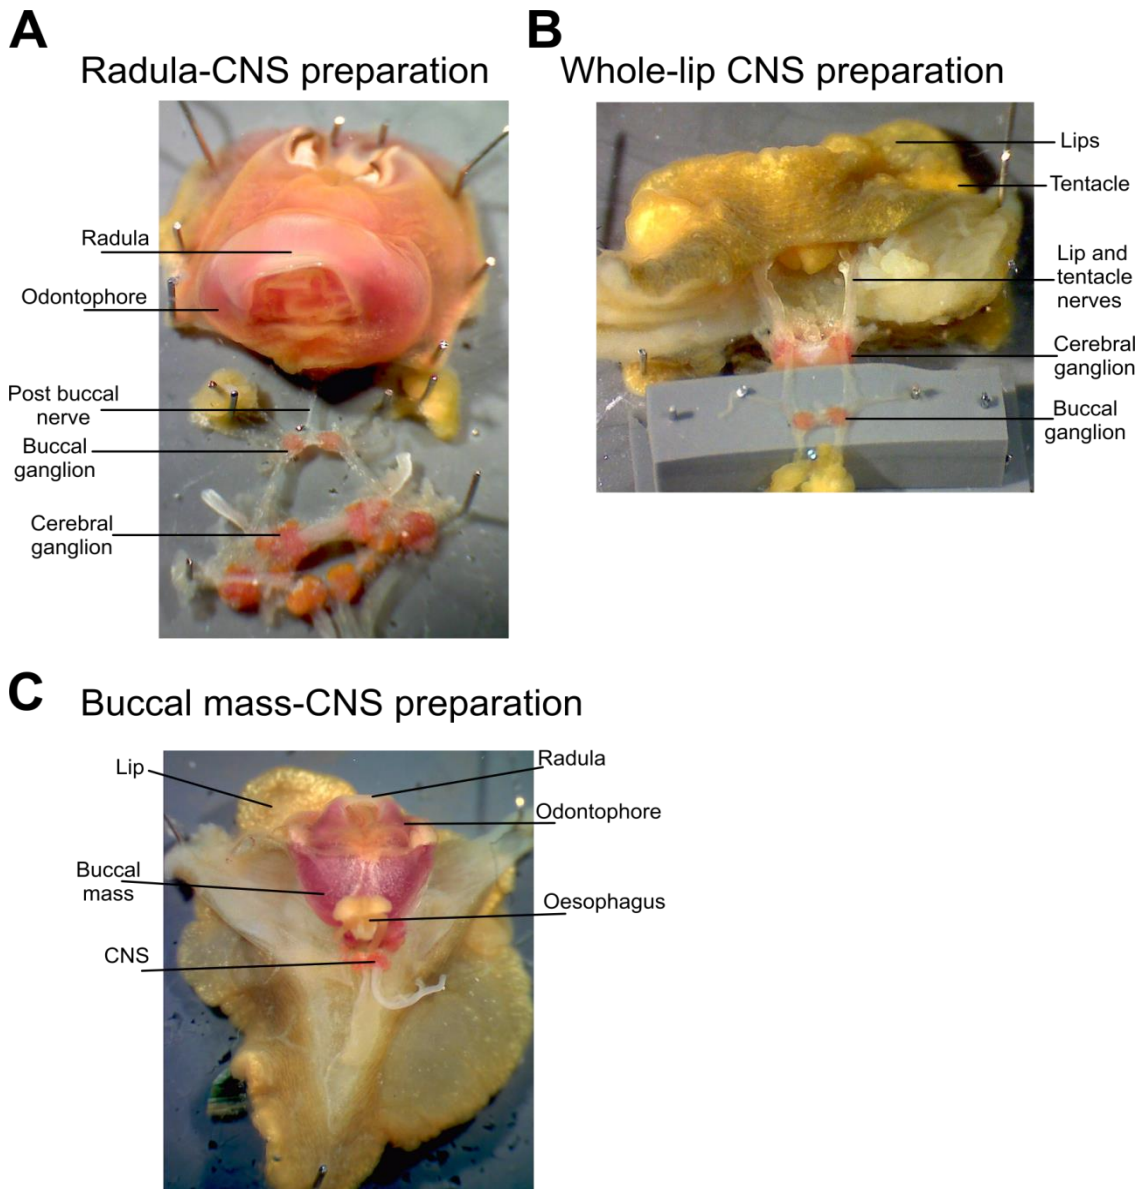 A
Radula-CNS preparation
Radula
Odontophore
Post buccal
nerve
Buccal
ganglion
Cerebral
ganglion
B
Whole-lip CNS preparation
Lips
Tentacle
Lip and
tentacle
nerves
Cerebral
ganglion
Buccal
ganglion
C
Buccal mass-CNS preparation
Lip
Buccal
mass
CNS
Radula
Odontophore
Oesophagus